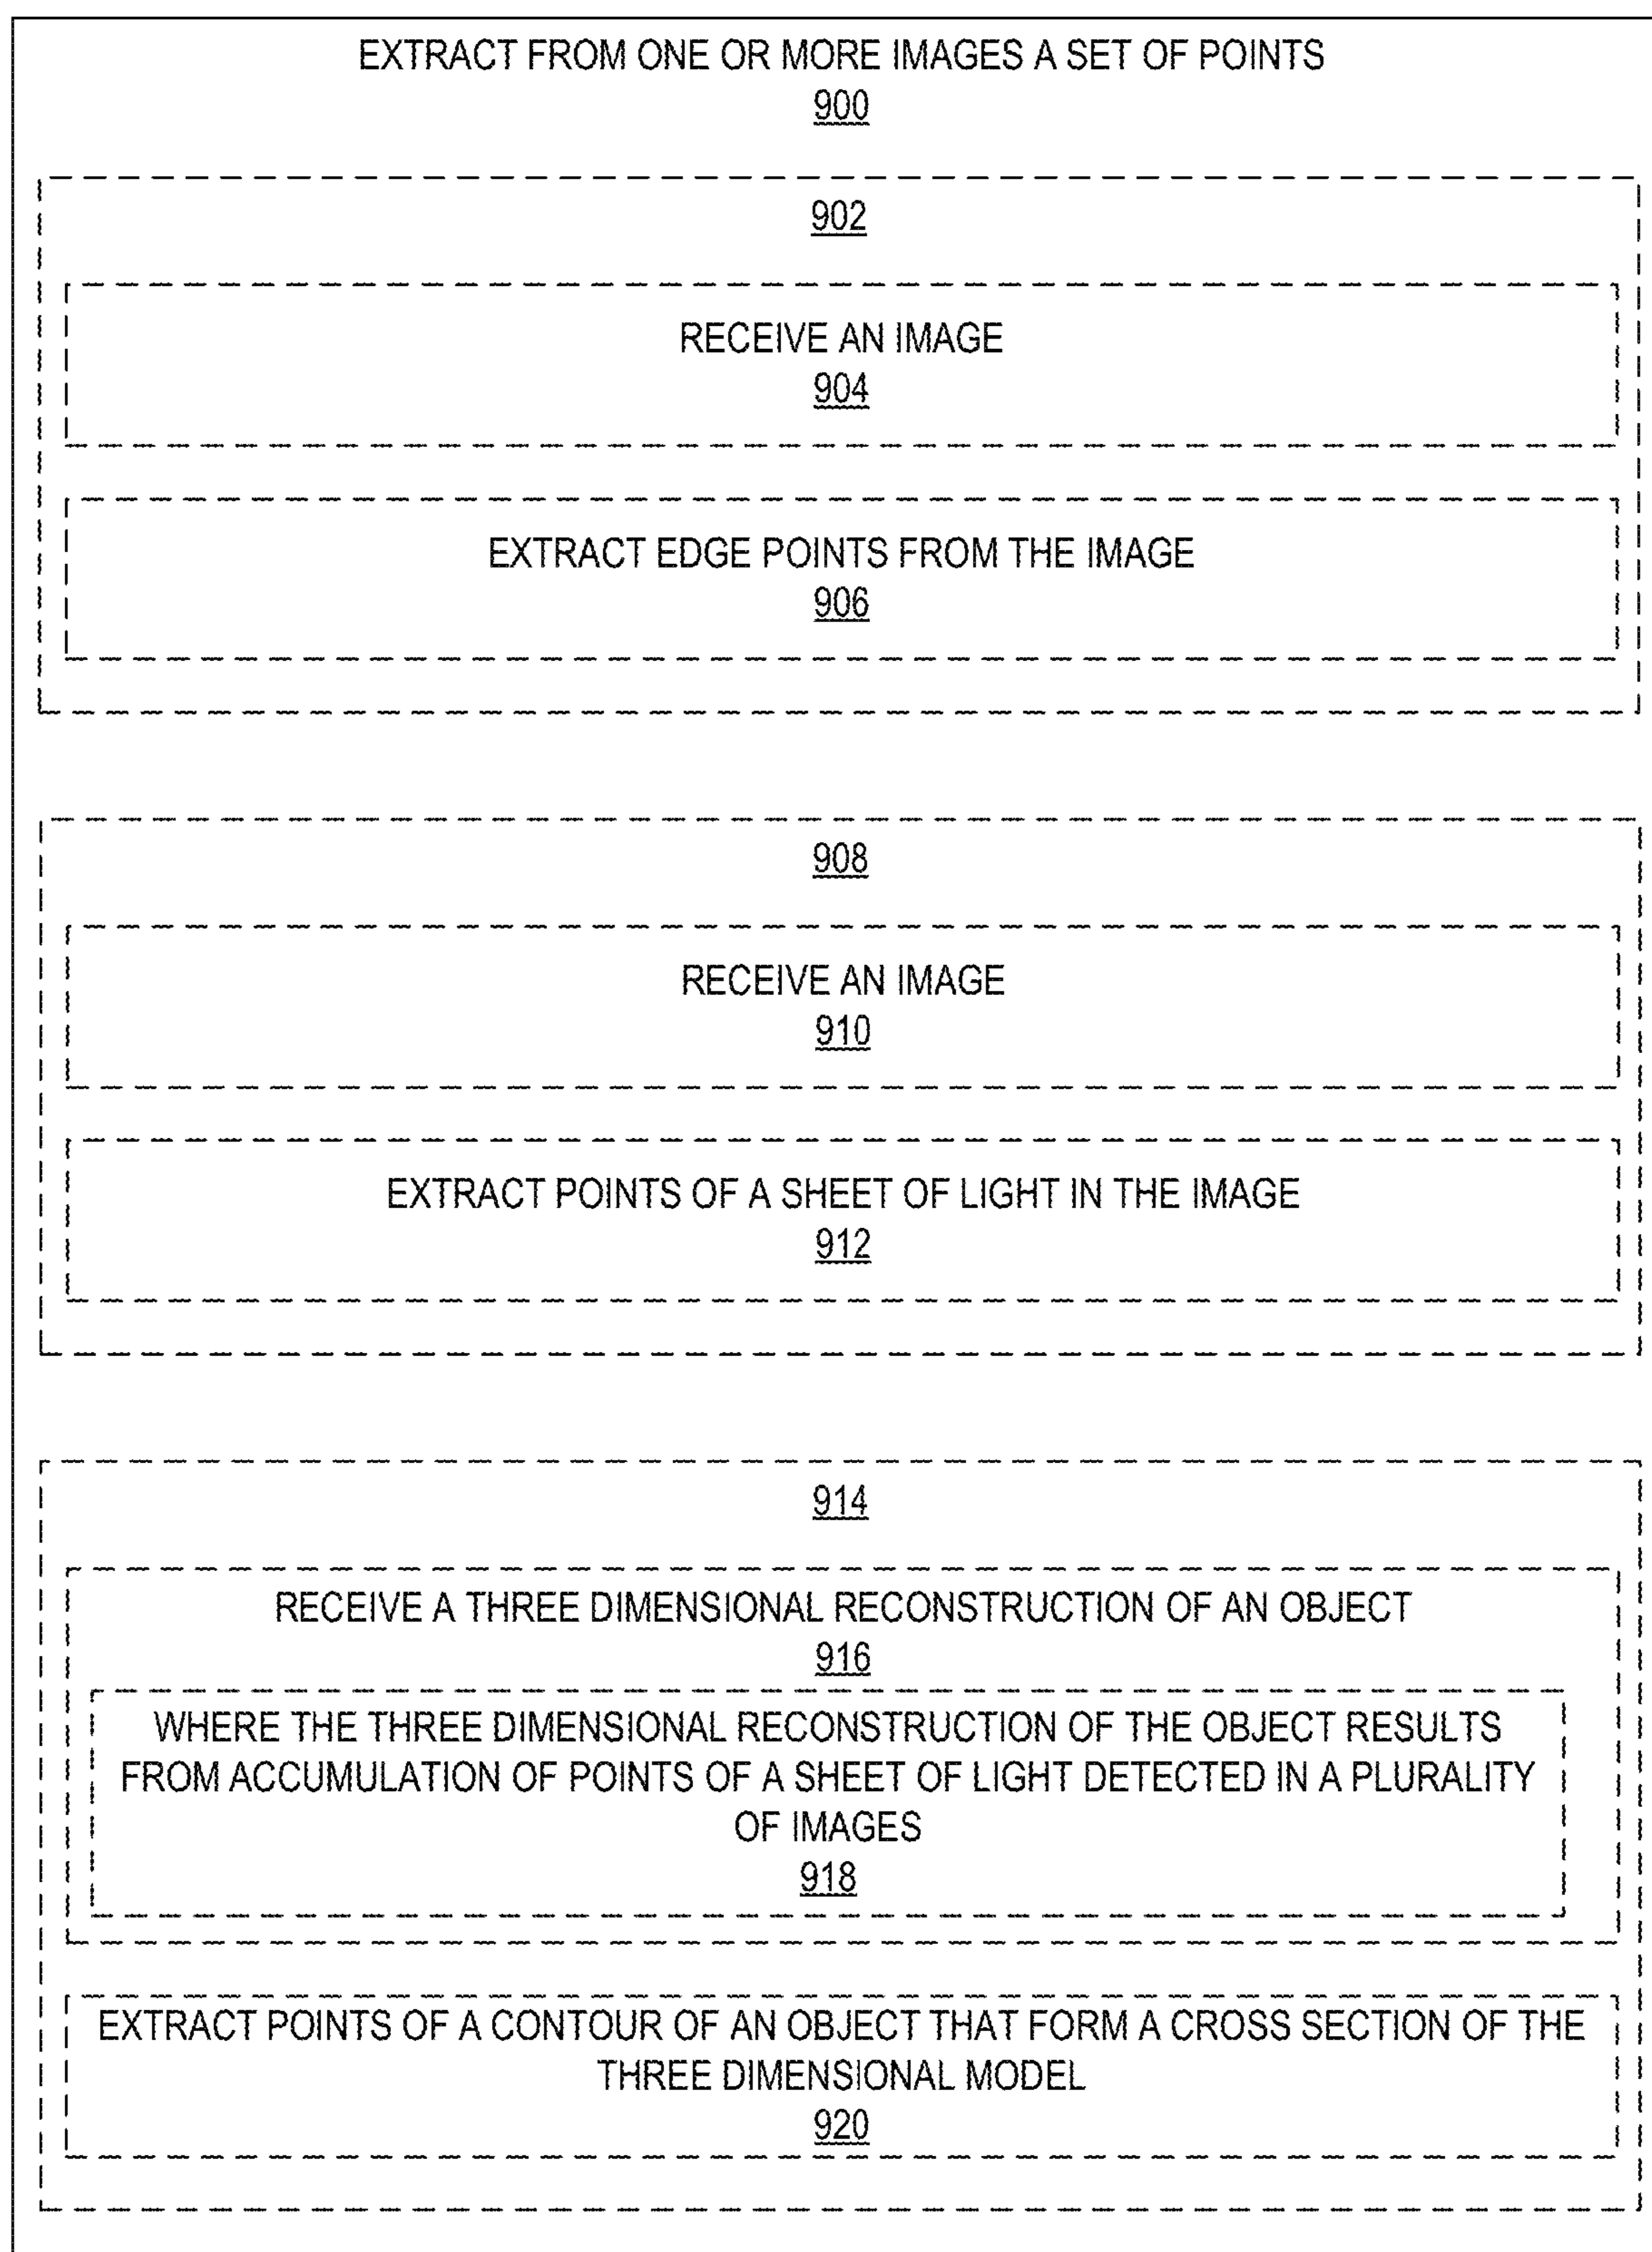 EXTRACT FROM ONE OR MORE IMAGES A SET OF POINTS
900
902
RECEIVE AN IMAGE
904
EXTRACT EDGE POINTS FROM THE IMAGE
906
908
RECEIVE AN IMAGE
910
EXTRACT POINTS OF A SHEET OF LIGHT IN THE IMAGE
912
914
RECEIVE A THREE DIMENSIONAL RECONSTRUCTION OF AN OBJECT
916
WHERE THE THREE DIMENSIONAL RECONSTRUCTION OF THE OBJECT RESULTS
FROM ACCUMULATION OF POINTS OF A SHEET OF LIGHT DETECTED IN A PLURALITY
OF IMAGES
918
EXTRACT POINTS OF A CONTOUR OF AN OBJECT THAT FORM A CROSS SECTION OF THE
THREE DIMENSIONAL MODEL
920